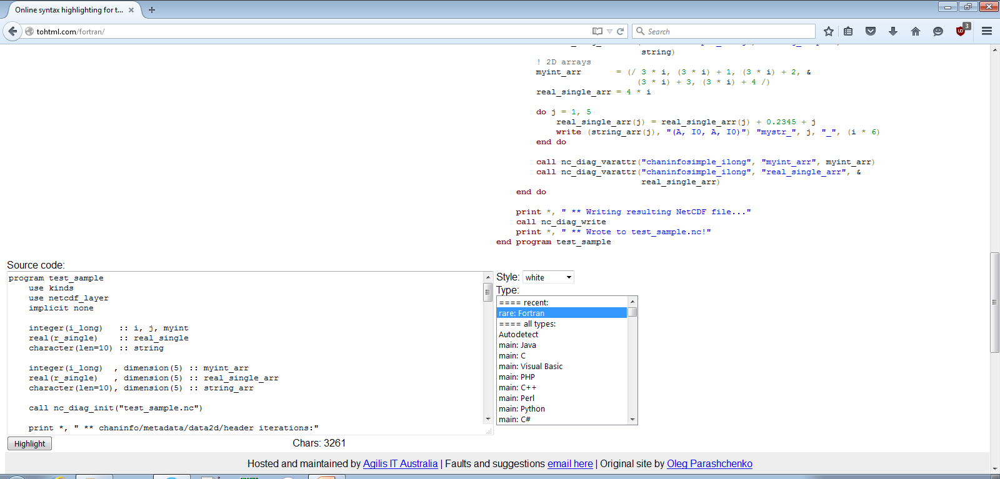 Online syntax highlighting for t...
tohtml.com/fortran/
Search
3
string)
! 2D arrays
myint_arr       = (/ 3 * i, (3 * i) + 1, (3 * i) + 2, &
(3 * i) + 3, (3 * i) + 4 /)
real_single_arr = 4 * i
do j = 1, 5
real_single_arr(j) = real_single_arr(j) + 0.2345 + j
write (string_arr(j), "(A, I0, A, I0)") "mystr_", j, "_", (i * 6)
end do
call nc_diag_varattr("chaninfosimple_ilong", "myint_arr", myint_arr)
call nc_diag_varattr("chaninfosimple_ilong", "real_single_arr", &
real_single_arr)
end do
print *, " ** Writing resulting NetCDF file..."
call nc_diag_write
print *, " ** Wrote to test_sample.nc!"
end program test_sample
Source code:
program test_sample
use kinds
use netcdf_layer
implicit none
integer(i_long)   :: i, j, myint
real(r_single)    :: real_single
character(len=10) :: string
integer(i_long)  , dimension(5) :: myint_arr
real(r_single)   , dimension(5) :: real_single_arr
character(len=10), dimension(5) :: string_arr
call nc_diag_init("test_sample.nc")
print *, " ** chaninfo/metadata/data2d/header iterations:"
Style: white
Type:
==== recent:
rare: Fortran
==== all types:
Autodetect
main: Java
main: C
main: Visual Basic
main: PHP
main: C++
main: Perl
main: Python
main: C#
Highlight
Chars: 3261
Hosted and maintained by Agilis IT Australia | Faults and suggestions email here | Original site by Oleg Parashchenko